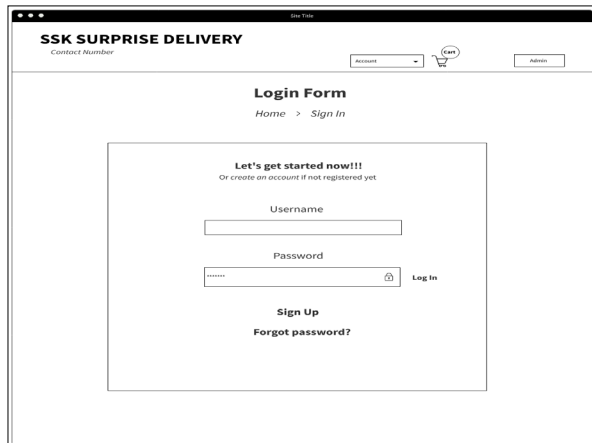 Site Title
SSK SURPRISE DELIVERY
Contact Number
Account
Cart
Admin
Login Form
Home > Sign In
Let's get started now!!!
Or create an account if not registered yet
Username
Password
*******
Log In
Sign Up
Forgot password?